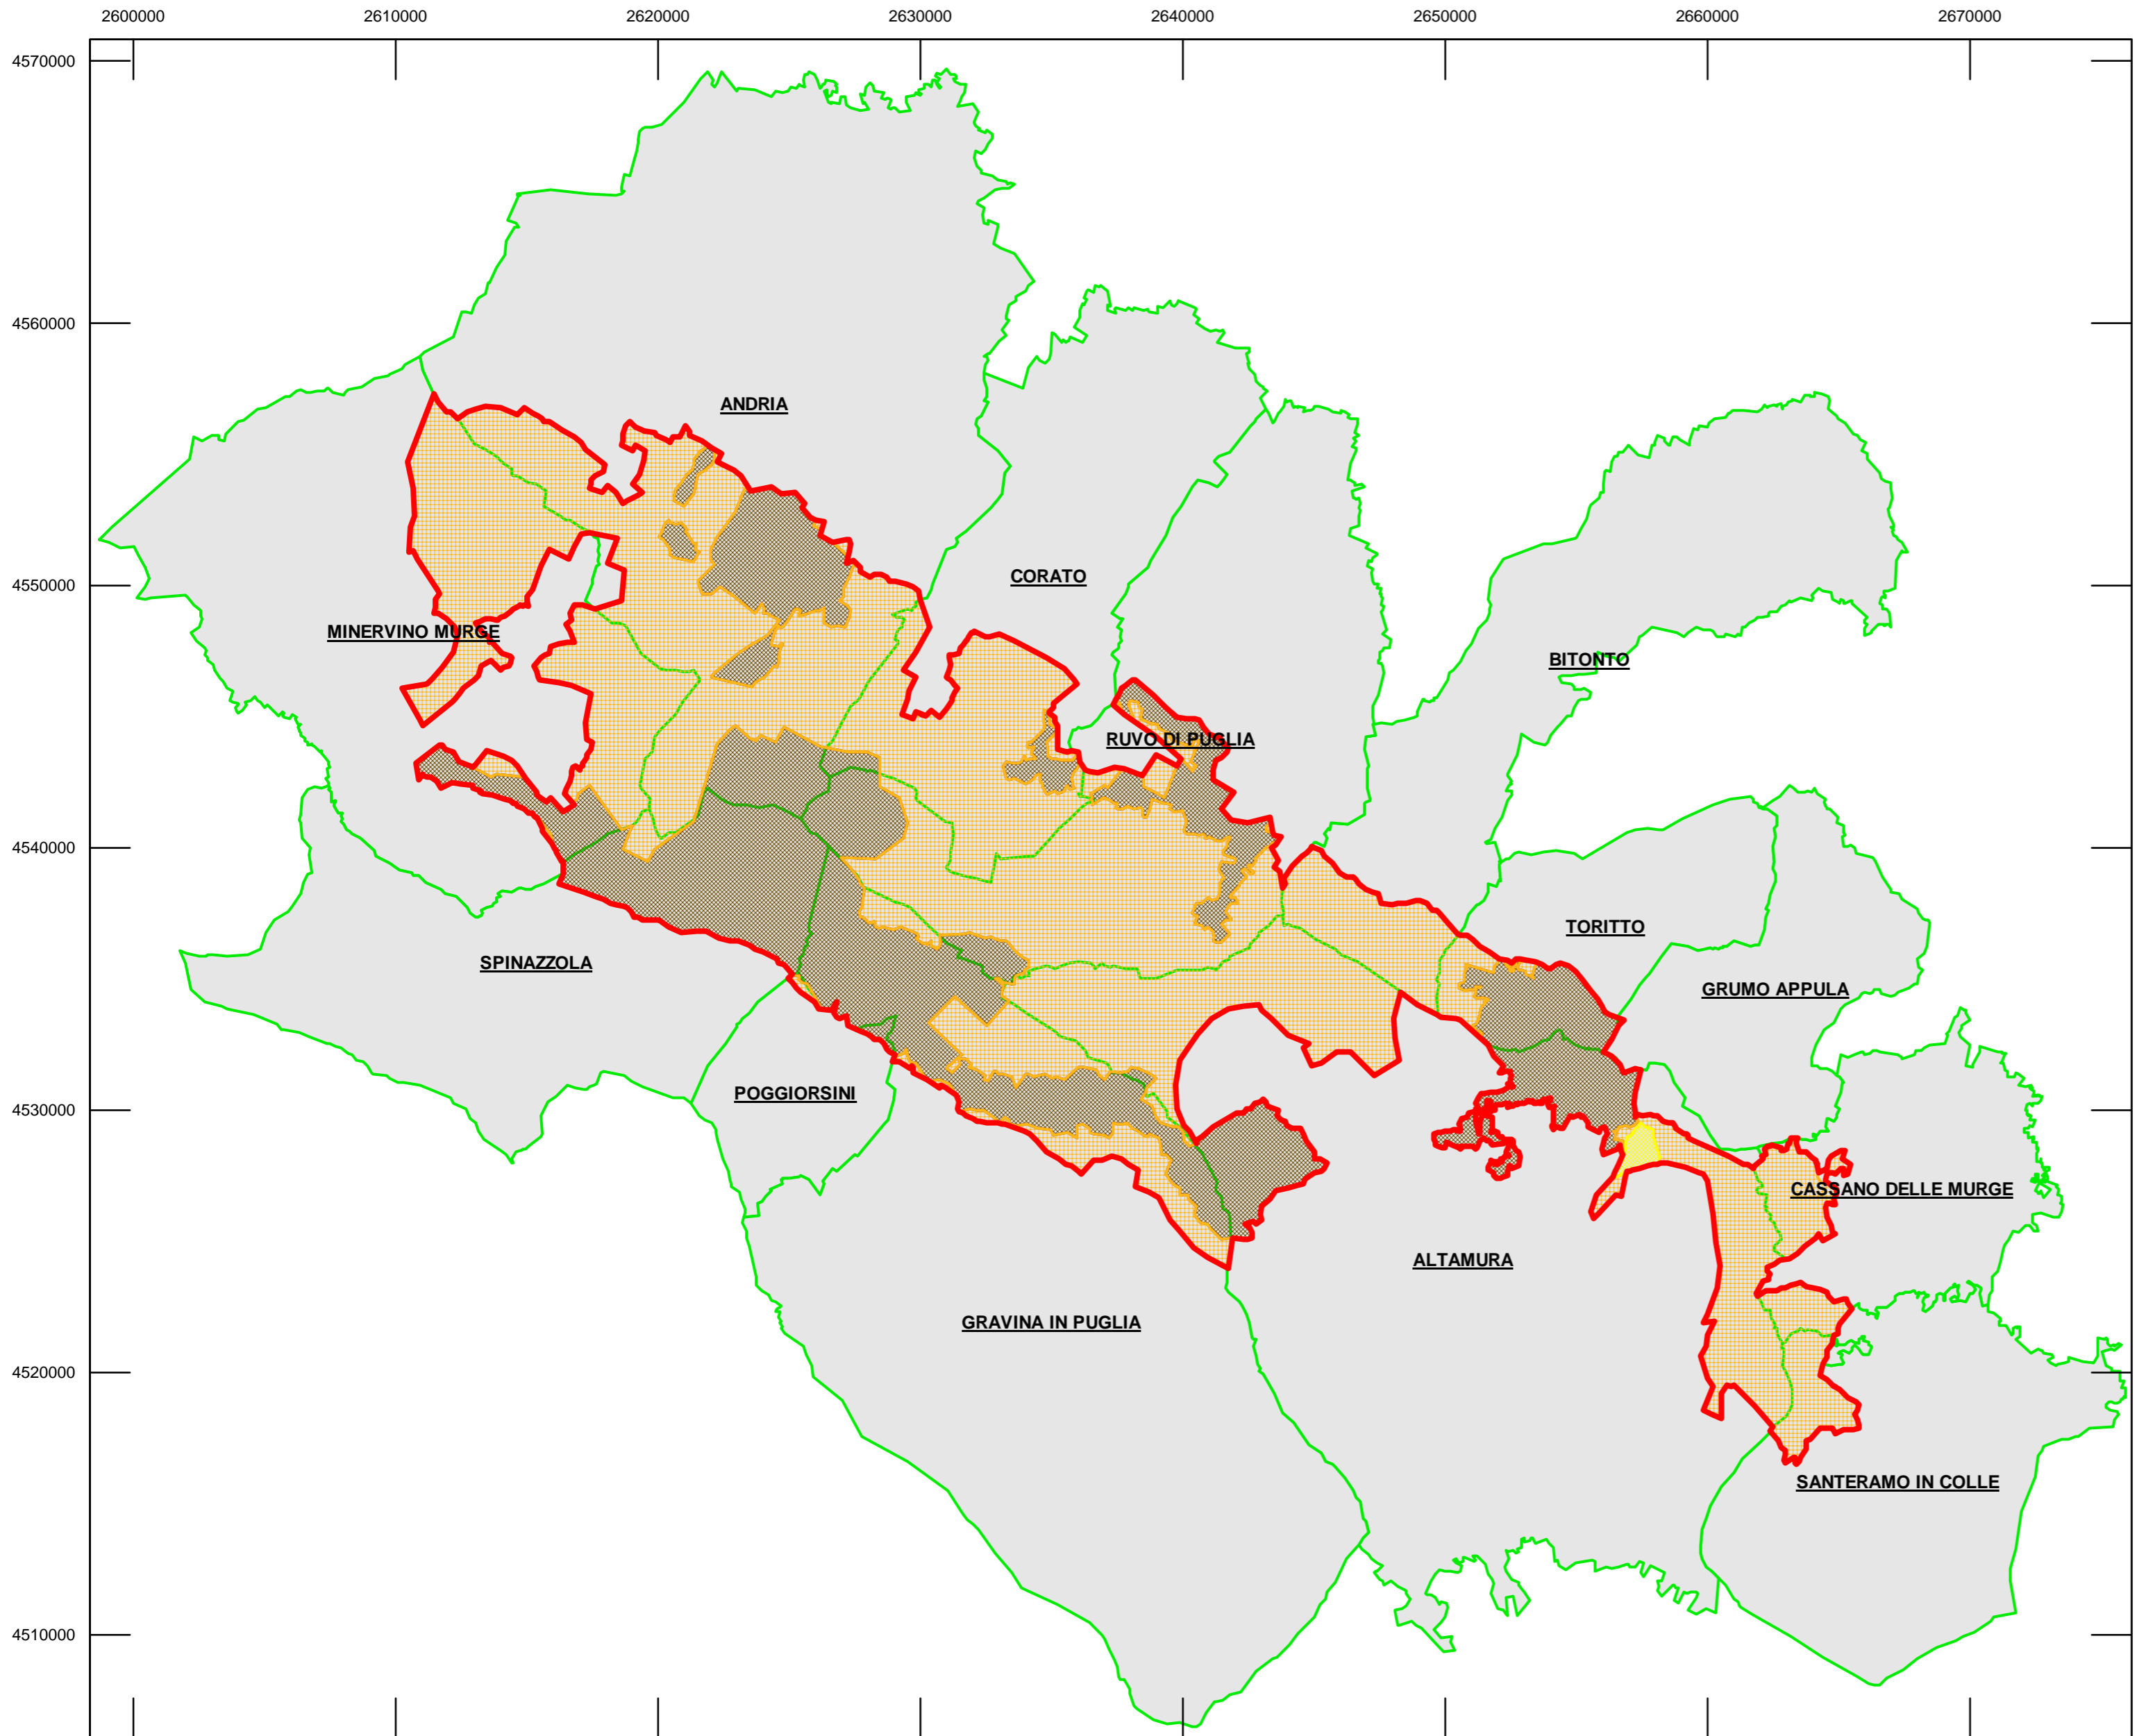 2600000 2610000 2620000 2630000 2640000 2650000 2660000 2670000
4570000
4560000
ANDRIA
CORATO
4550000
MINERVINO MURGE
BITONTO
RUVO DI PUGLIA
4540000
TORITTO
SPINAZZOLA
GRUMO APPULA
POGGIORSINI
4530000
CASSANO DELLE MURGE
ALTAMURA
GRAVINA IN PUGLIA
4520000
SANTERAMO IN COLLE
4510000